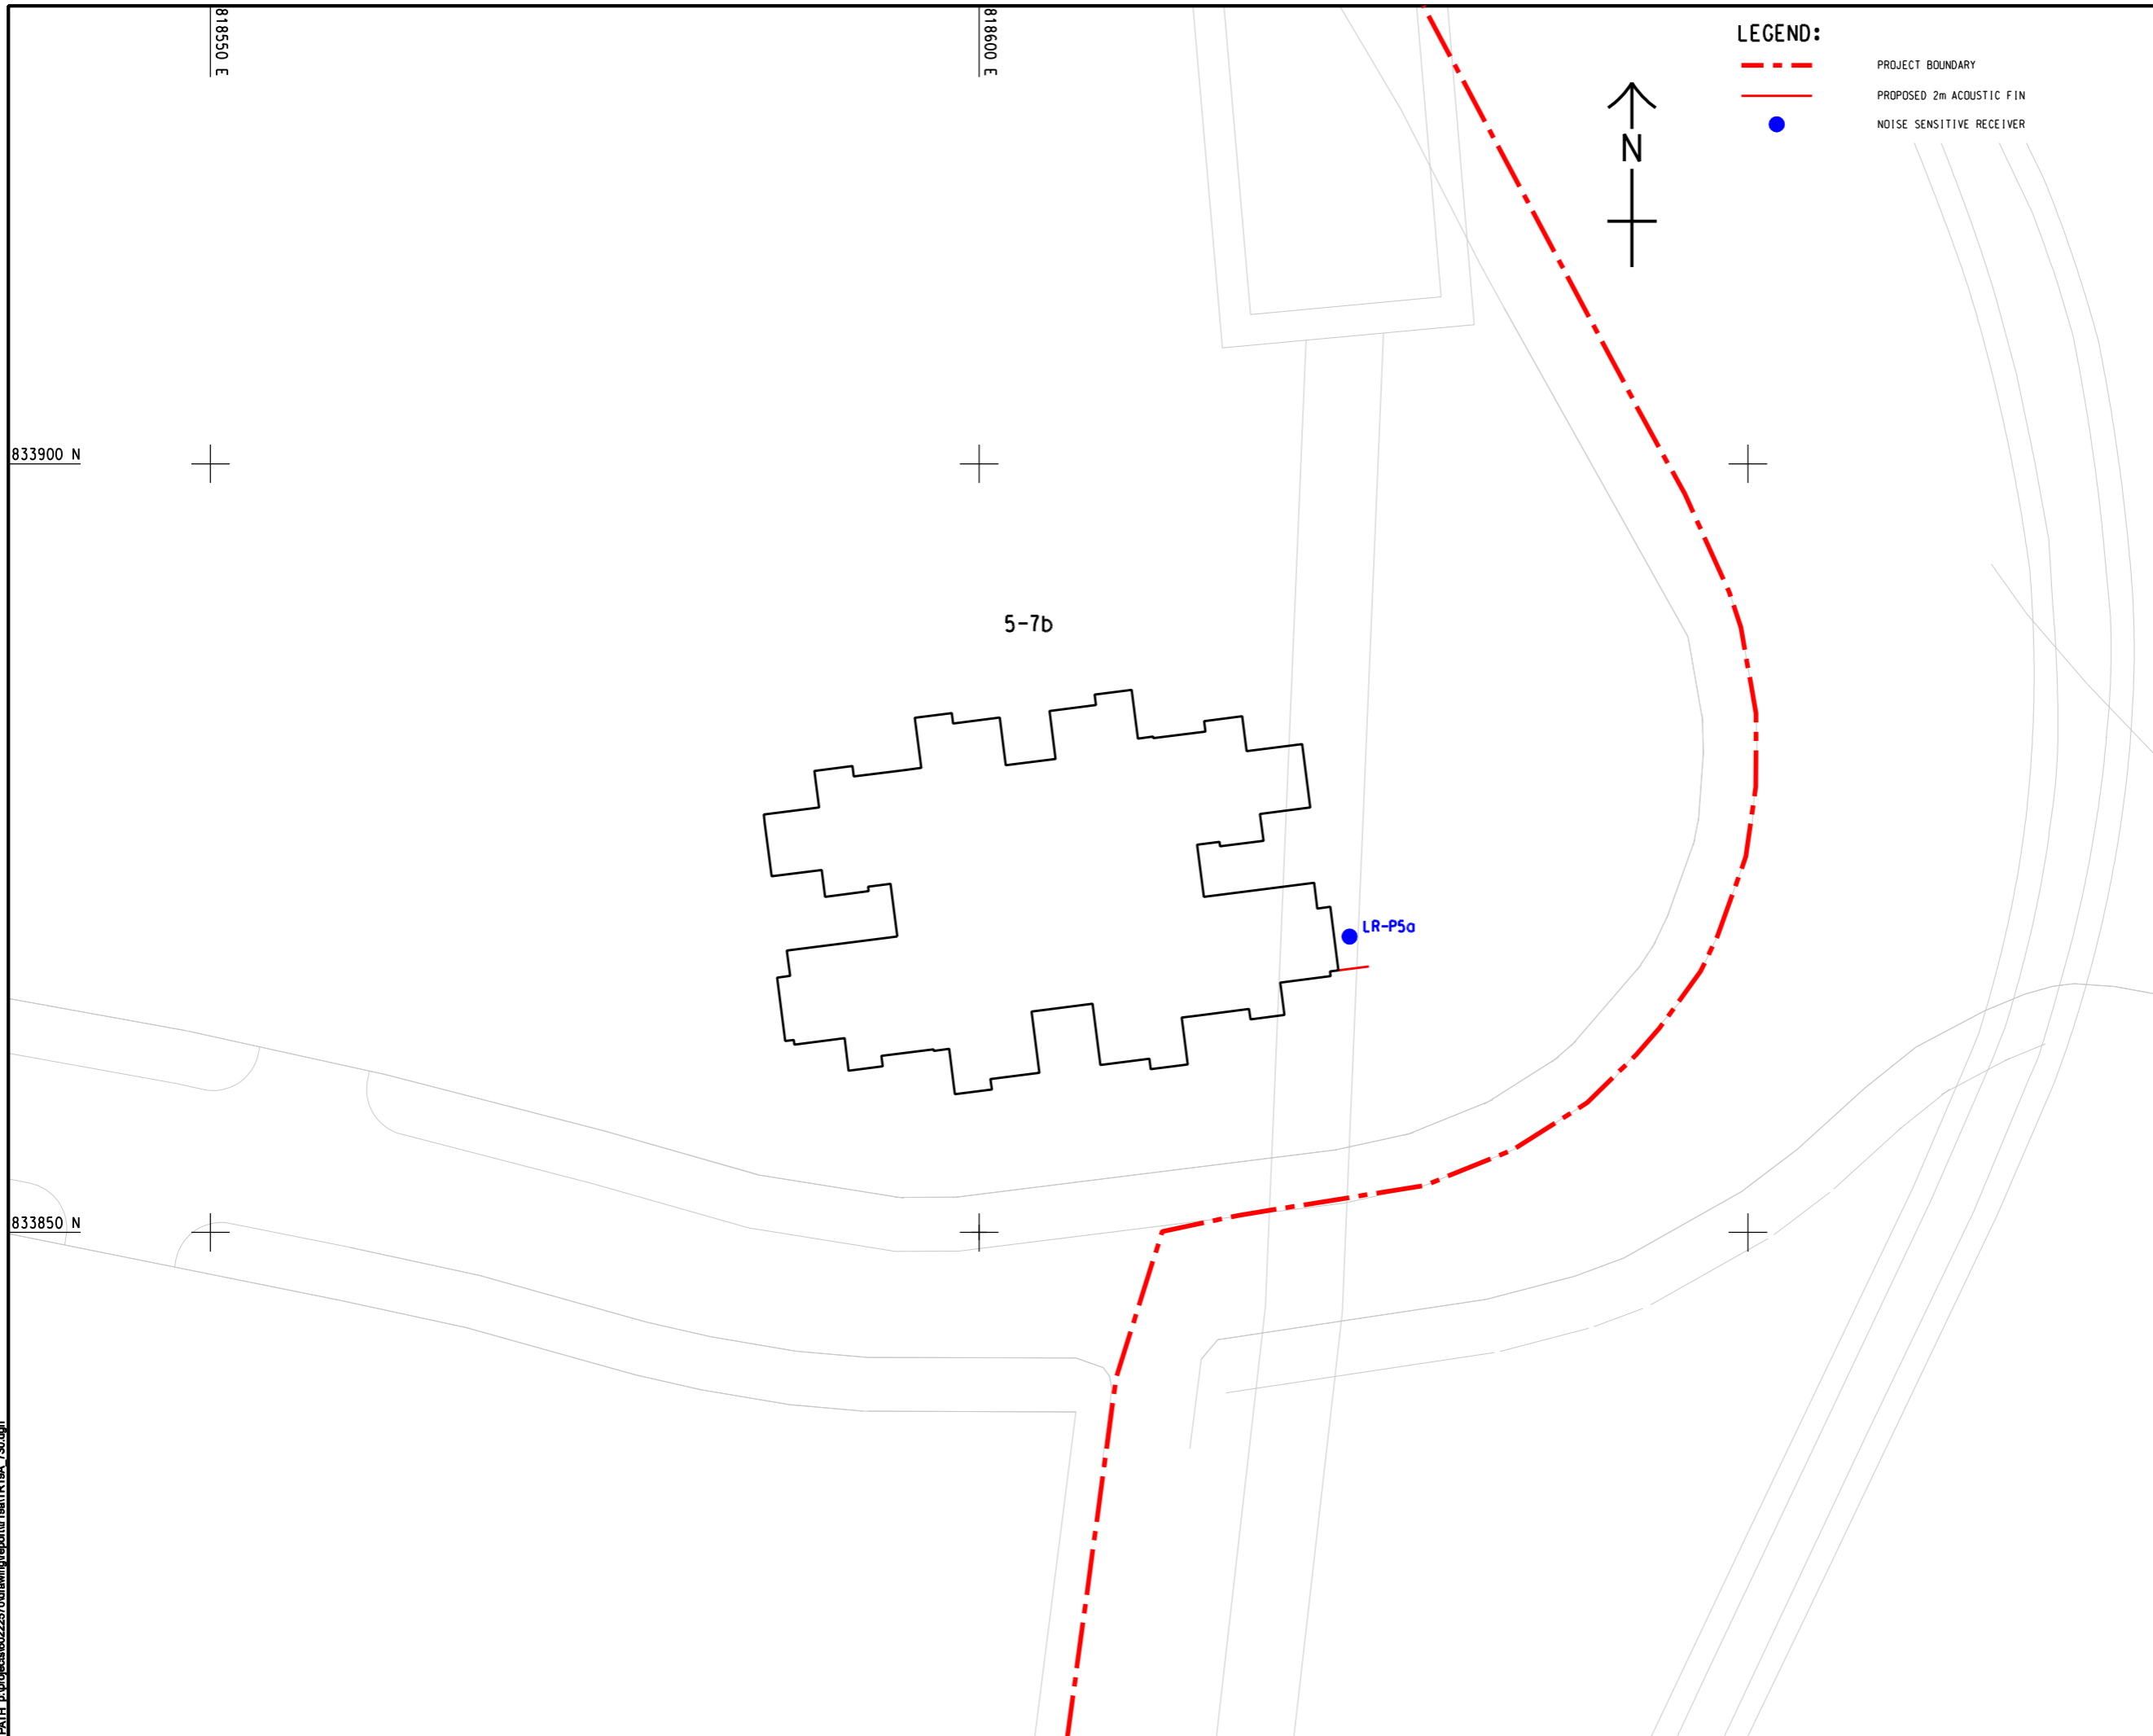 818550 E
818600 E
LEGEND:
PROJECT BOUNDARY
PROPOSED 2m ACOUSTIC FIN
NOISE SENSITIVE RECEIVER
N
833900 N
5-7b
LR-P5a
833850 N